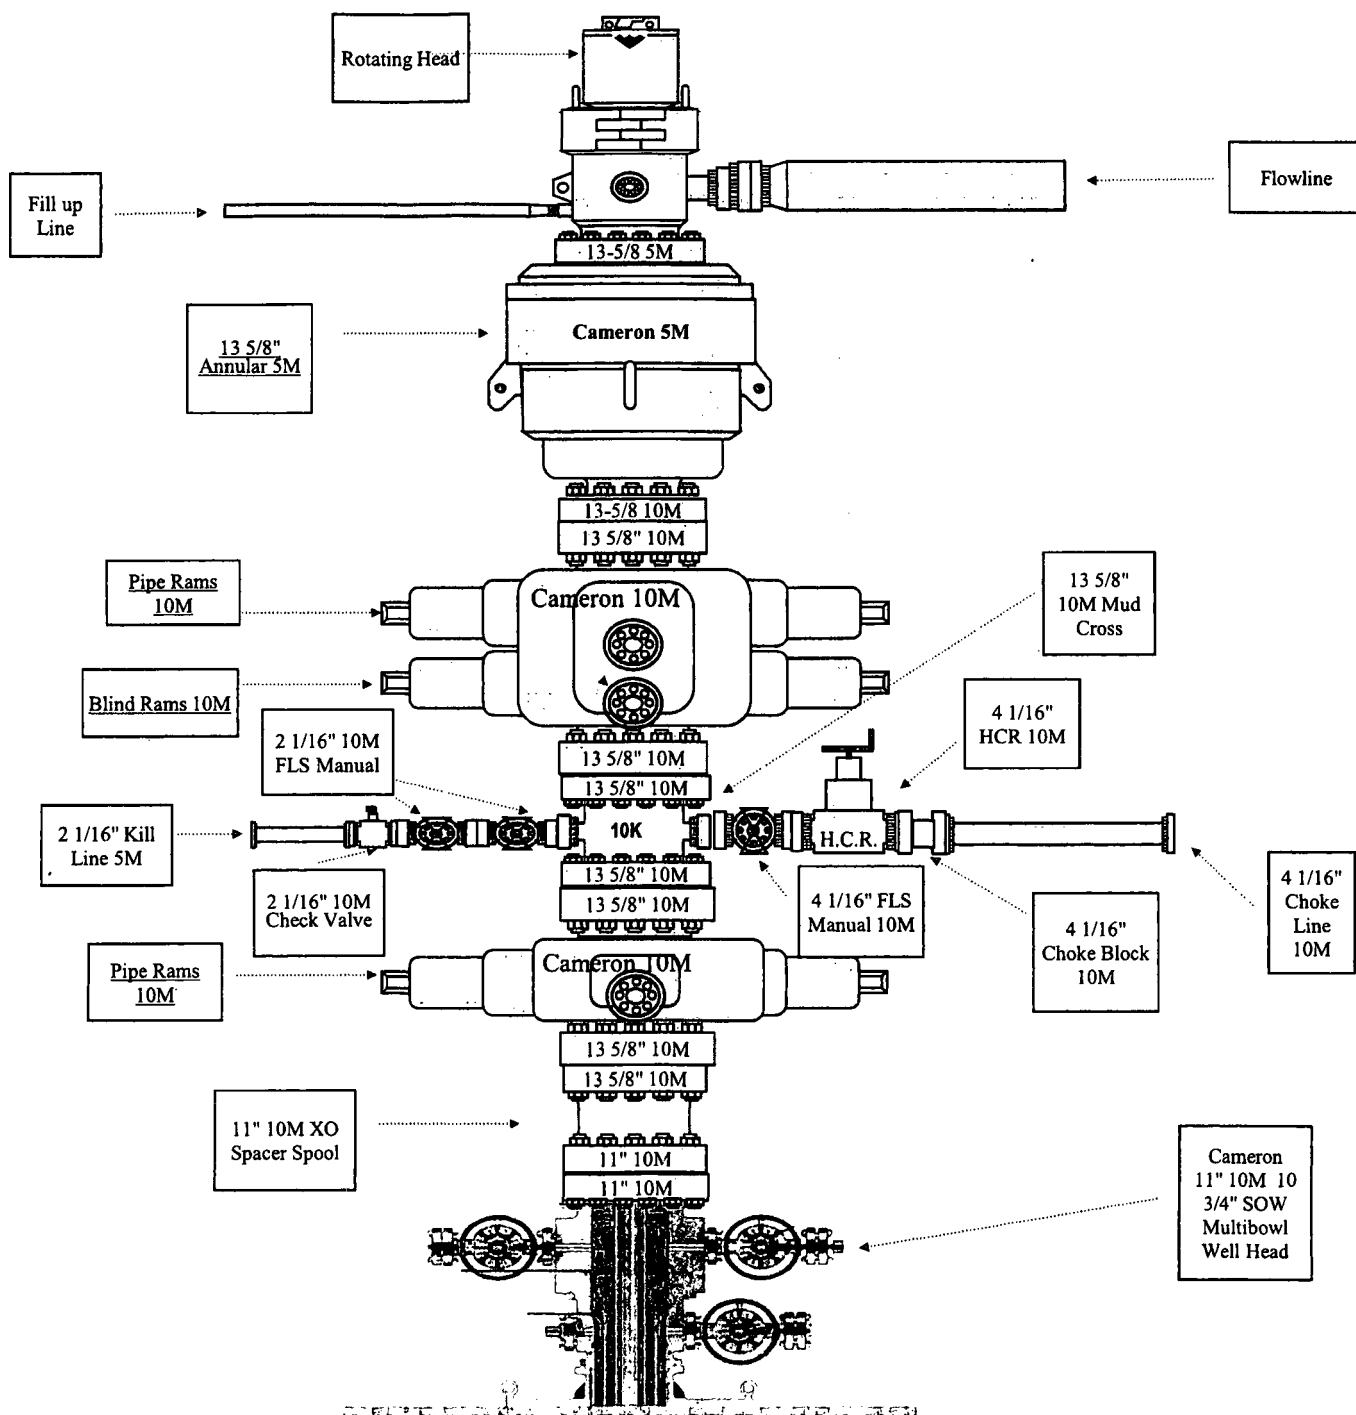 Rotating Head
Fill up
Line
Flowline
13-5/8 5M
13 5/8"
Annular 5M
Cameron 5M
13-5/8 10M
13 5/8" 10M
Pipe Rams
10M
Cameron 10M
13 5/8"
10M Mud
Cross
Blind Rams 10M
2 1/16" 10M
FLS Manual
4 1/16"
HCR 10M
13 5/8" 10M
13 5/8" 10M
2 1/16" Kill
Line 5M
10K
H.C.R.
2 1/16" 10M
Check Valve
13 5/8" 10M
13 5/8" 10M
4 1/16" FLS
Manual 10M
4 1/16"
Choke Block
10M
4 1/16"
Choke
Line
10M
Pipe Rams
10M
Cameron 10M
13 5/8" 10M
13 5/8" 10M
11" 10M XO
Spacer Spool
11" 10M
11" 10M
Cameron
11" 10M 10
3/4" SOW
Multibowl
Well Head